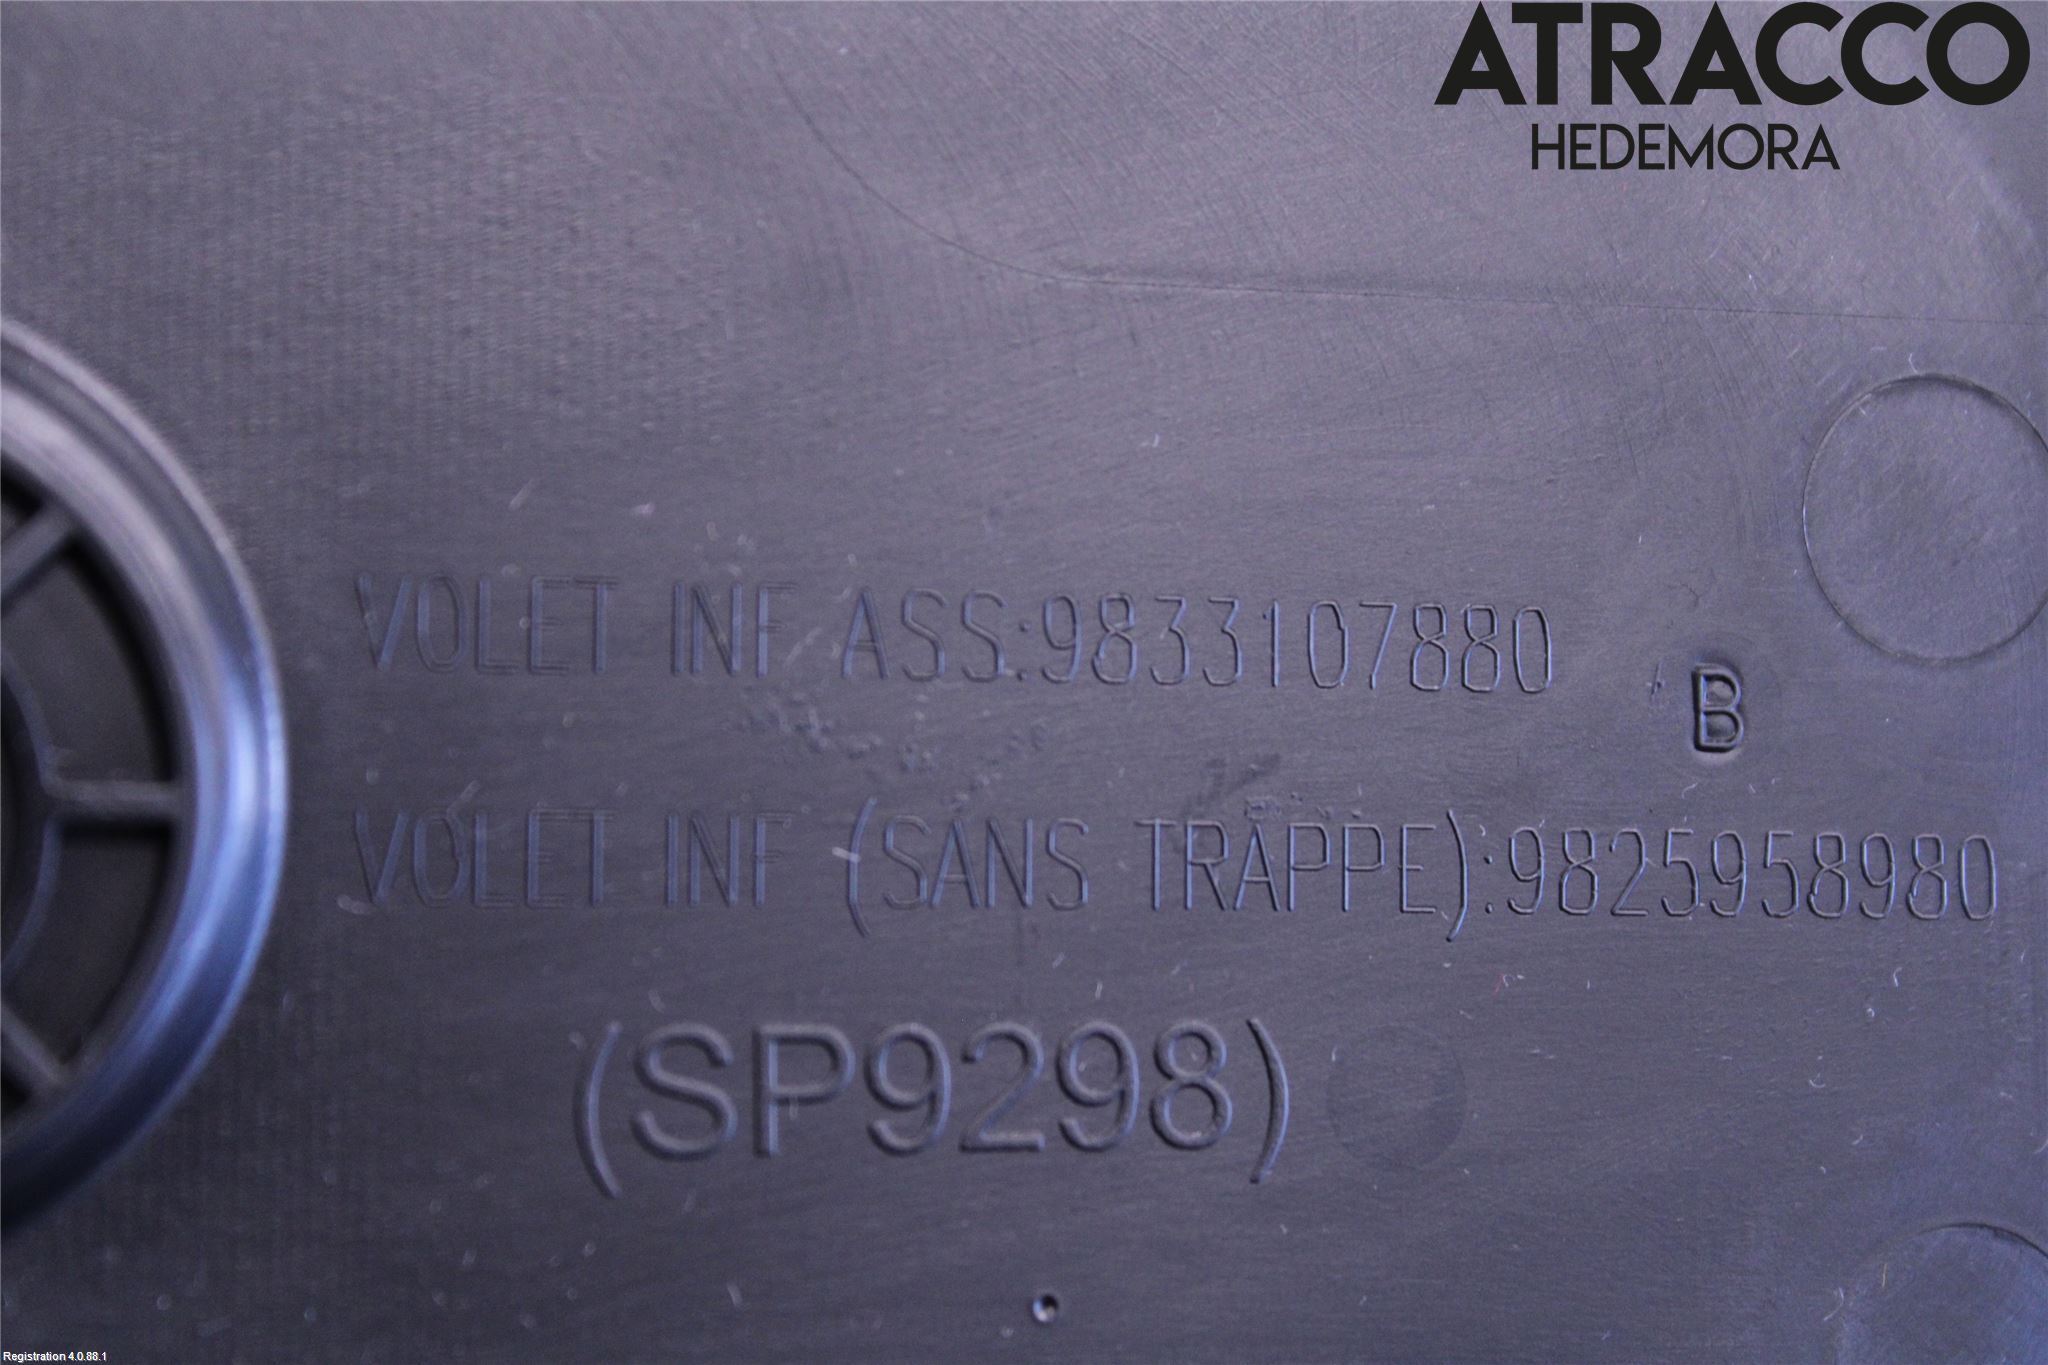 ATRACCO
HEDEMORA
VOLET INF ASS:9833107880
B
VOLET INF (SANS TRAPPE):9825958980
(SP9298)
Registration 4.0.88.1